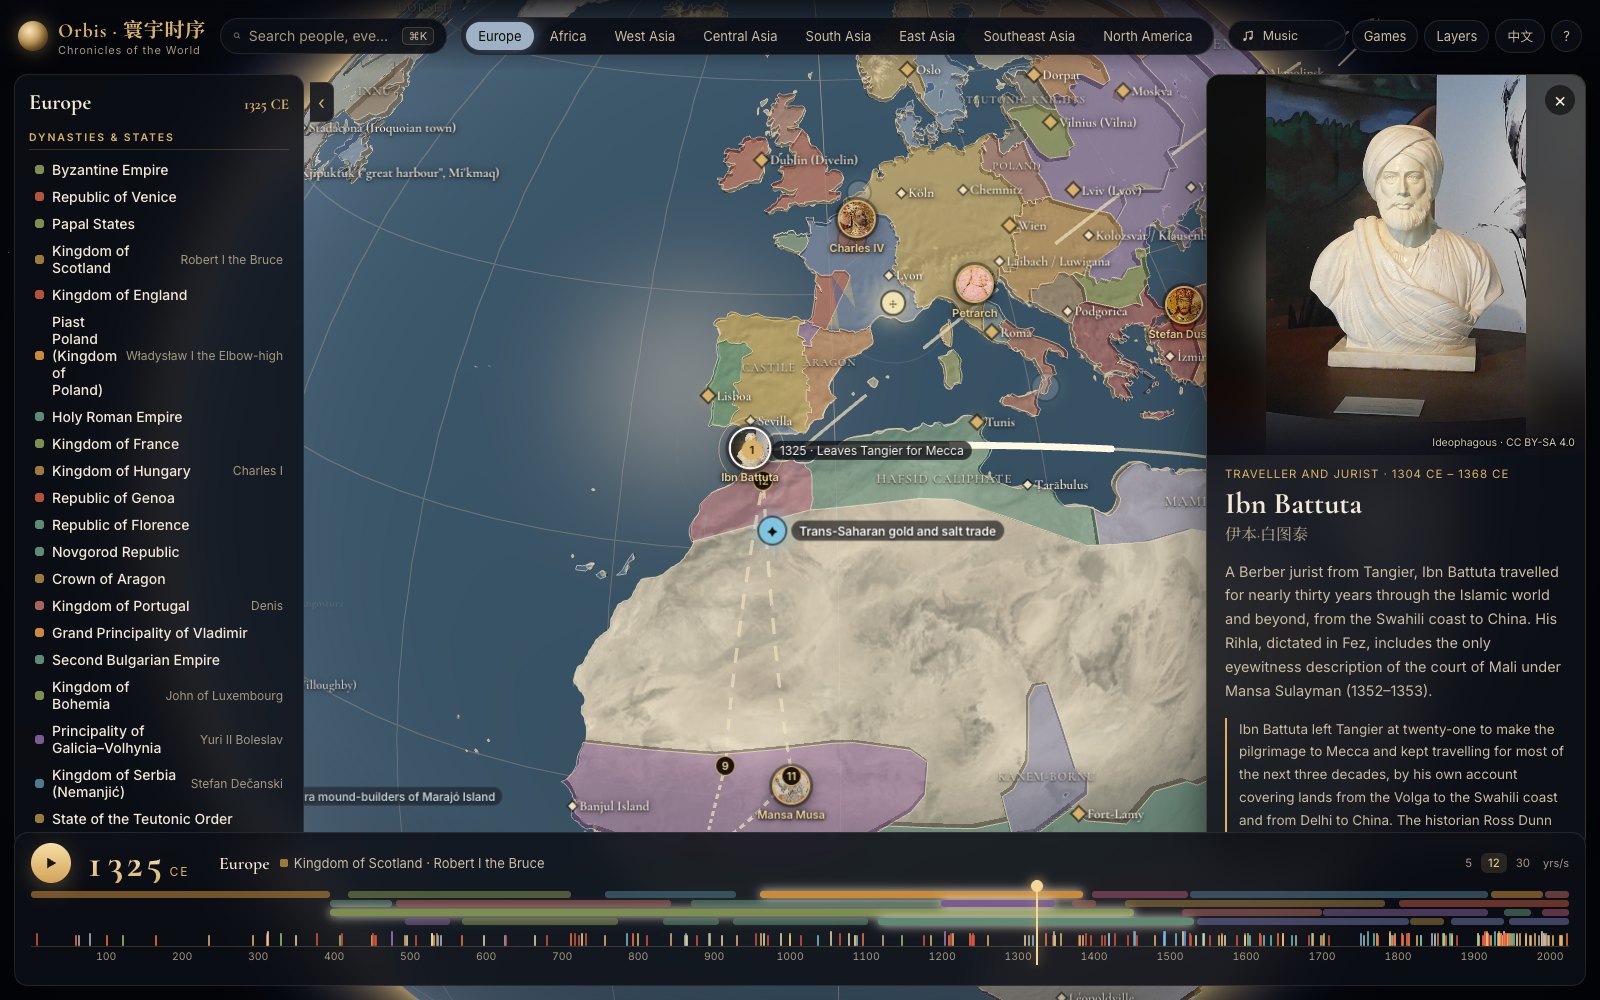 Orbis · 寰宇时序
Chronicles of the World
Search people, eve... ⌘K
Europe
Africa
West Asia
Central Asia
South Asia
East Asia
Southeast Asia
North America
Music
Games
Layers
中文
?
Europe
1325 CE
DYNASTIES & STATES
Byzantine Empire
Republic of Venice
Papal States
Kingdom of Scotland
Robert I the Bruce
Kingdom of England
Piast Poland (Kingdom of Poland)
Władysław I the Elbow-high
Holy Roman Empire
Kingdom of France
Kingdom of Hungary
Charles I
Republic of Genoa
Republic of Florence
Novgorod Republic
Crown of Aragon
Kingdom of Portugal
Denis
Grand Principality of Vladimir
Second Bulgarian Empire
Kingdom of Bohemia
John of Luxembourg
Principality of Galicia–Volhynia
Yuri II Boleslav
Kingdom of Serbia (Nemanjić)
Stefan Dečanski
State of the Teutonic Order
INNU
Stadacona (Iroquoian town)
Kjipuktuk ("great harbour", Mi'kmaq)
Oslo
Dorpat
TEUTONIC KNIGHTS
Moskva
Vilnius (Vilna)
Dublin (Divelin)
POLAND
Köln
Chemnitz
Lviv (Lvov)
Charles IV
Wien
Kolozsvár / Klausenb
Laibach / Luwigana
Lyon
Petrarch
Podgorica
Roma
Stefan Dus
İzmir
CASTILE
ARAGON
Lisboa
Sevilla
Tunis
1
1325 · Leaves Tangier for Mecca
Ibn Battuta
12
HAFSID CALIPHATE
Ṭarābulus
MAMI
Trans-Saharan gold and salt trade
illoughby)
9
11
KANEM-BORNU
ra mound-builders of Marajó Island
Banjul Island
Mansa Musa
Fort-Lamy
Léopoldville
Ideophagous · CC BY-SA 4.0
TRAVELLER AND JURIST · 1304 CE – 1368 CE
Ibn Battuta
伊本·白图泰
A Berber jurist from Tangier, Ibn Battuta travelled
for nearly thirty years through the Islamic world
and beyond, from the Swahili coast to China. His
Rihla, dictated in Fez, includes the only
eyewitness description of the court of Mali under
Mansa Sulayman (1352–1353).
Ibn Battuta left Tangier at twenty-one to make the
pilgrimage to Mecca and kept travelling for most of
the next three decades, by his own account
covering lands from the Volga to the Swahili coast
and from Delhi to China. The historian Ross Dunn
1325 CE
Europe
Kingdom of Scotland · Robert I the Bruce
5 12 30 yrs/s
100 200 300 400 500 600 700 800 900 1000 1100 1200 1300 1400 1500 1600 1700 1800 1900 2000